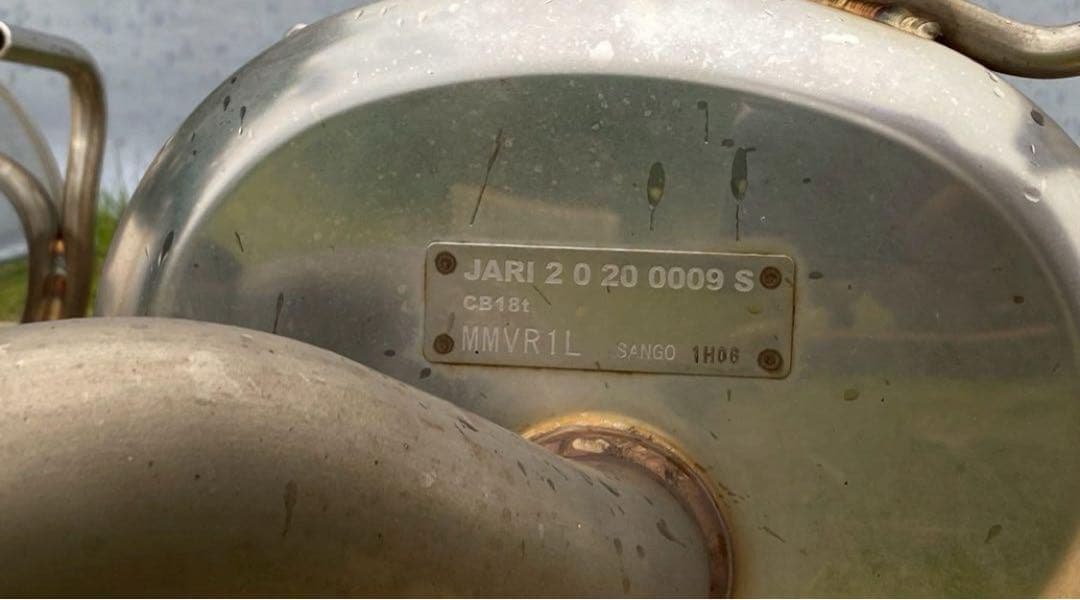 JARI 2 0 20 0009 S
CB18t
MMVR1L SANGO 1H06